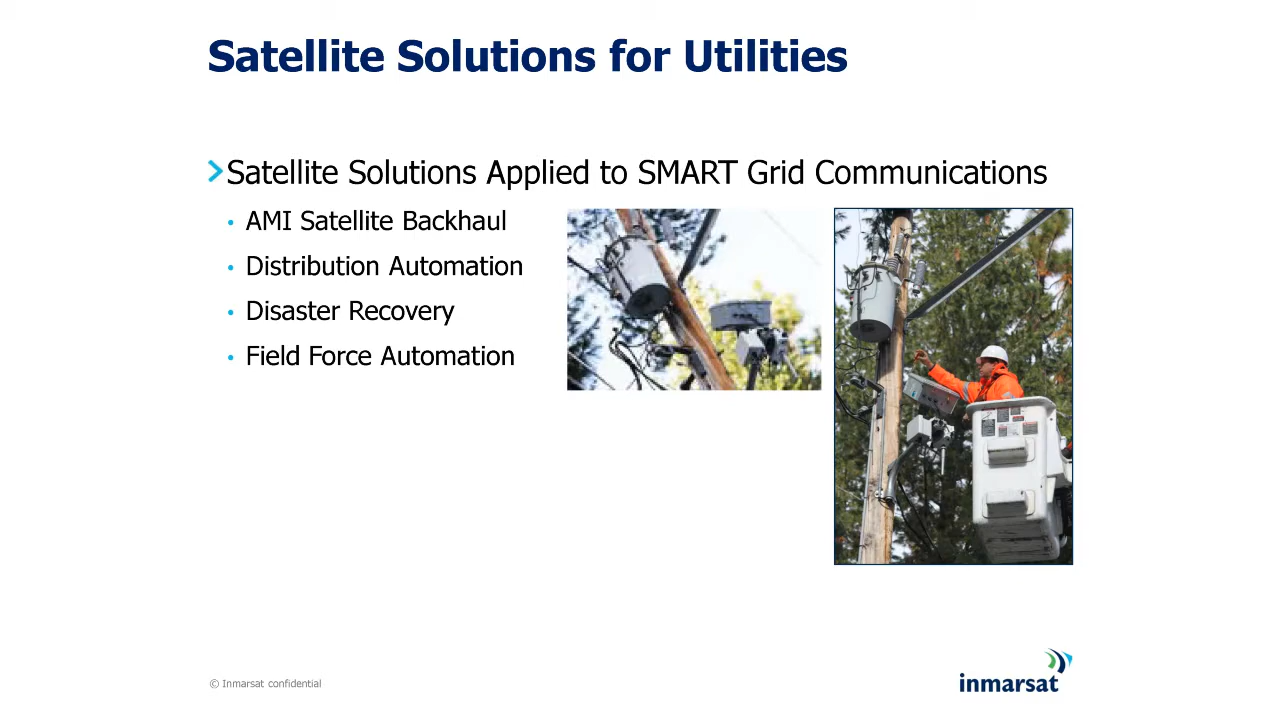 Satellite Solutions for Utilities
Satellite Solutions Applied to SMART Grid Communications
• AMI Satellite Backhaul
• Distribution Automation
• Disaster Recovery
• Field Force Automation
© Inmarsat confidential
inmarsat